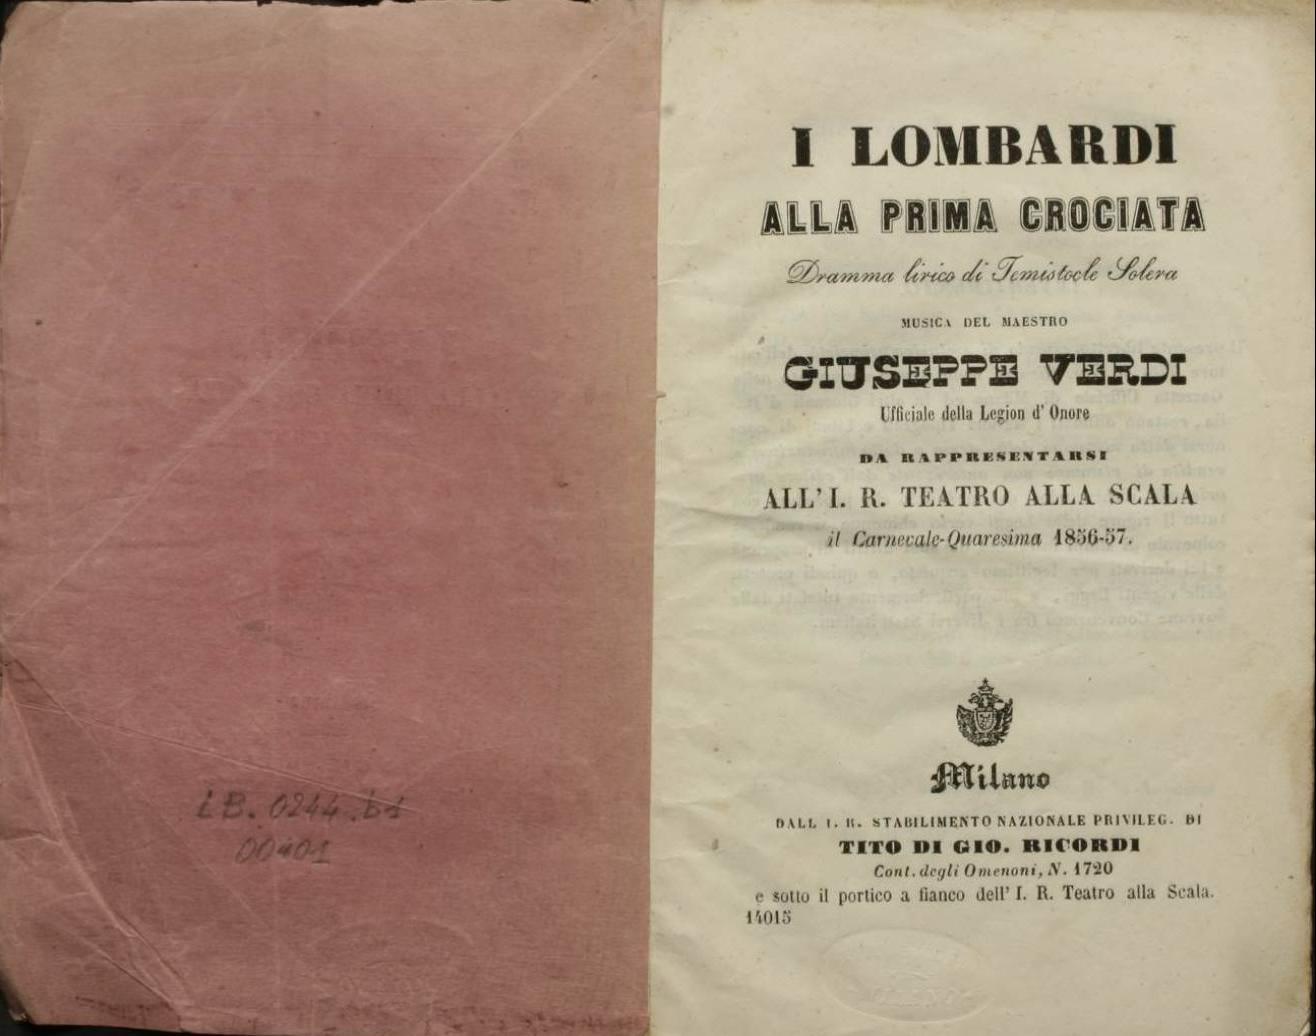 LB. 0244.b1
00401
I LOMBARDI
ALLA PRIMA CROCIATA
Dramma lirico di Temistocle Solera
MUSICA DEL MAESTRO
GIUSEPPE VERDI
Ufficiale della Legion d' Onore
DA RAPPRESENTARSI
ALL' I. R. TEATRO ALLA SCALA
il Carnevale-Quaresima 1856-57.
Milano
DALL' I. R. STABILIMENTO NAZIONALE PRIVILEG. DI
TITO DI GIO. RICORDI
Cont. degli Omenoni, N. 1720
e sotto il portico a fianco dell' I. R. Teatro alla Scala.
14015